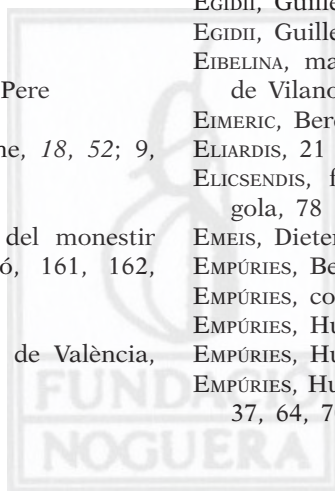 Pere
ne, 18, 52; 9,
del monestir
ó, 161, 162,
de València,
EGIDII, Guille
EGIDII, Guille
EIBELINA, ma
de Vilano
EIMERIC, Ber
ELIARDIS, 21
ELICSENDIS, f
gola, 78
EMEIS, Dieter
EMPÚRIES, Be
EMPÚRIES, co
EMPÚRIES, Hu
EMPÚRIES, Hu
EMPÚRIES, Hu
37, 64, 7
FUNDACIÓ
NOGUERA